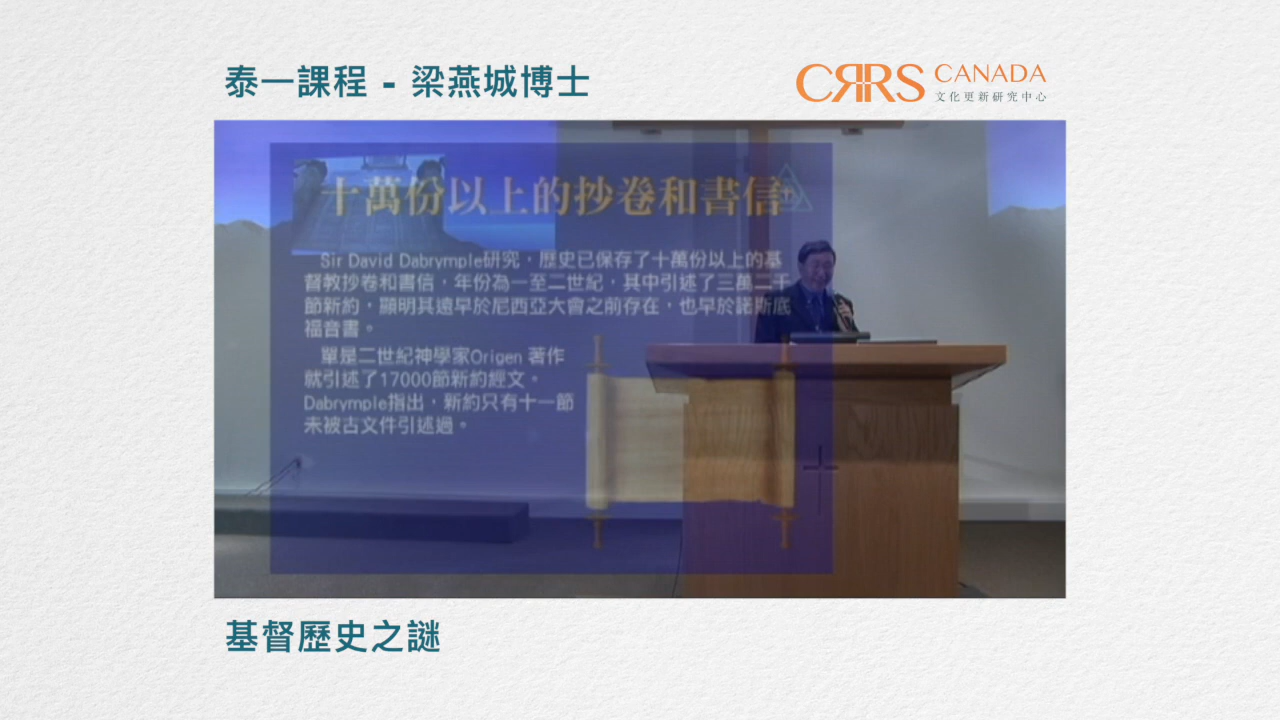 泰一課程 - 梁燕城博士
CRRS CANADA
文化更新研究中心
十萬份以上的抄卷和書信
Sir David Dabrymple研究，歷史已保存了十萬份以上的基
督教抄卷和書信，年份為一至二世紀，其中引述了三萬二千
節新約，顯明其遠早於尼西亞大會之前存在，也早於諾斯底
福音書。
單是二世紀神學家Origen 著作
就引述了17000節新約經文。
Dabrymple指出，新約只有十一節
未被古文件引述過。
基督歷史之謎